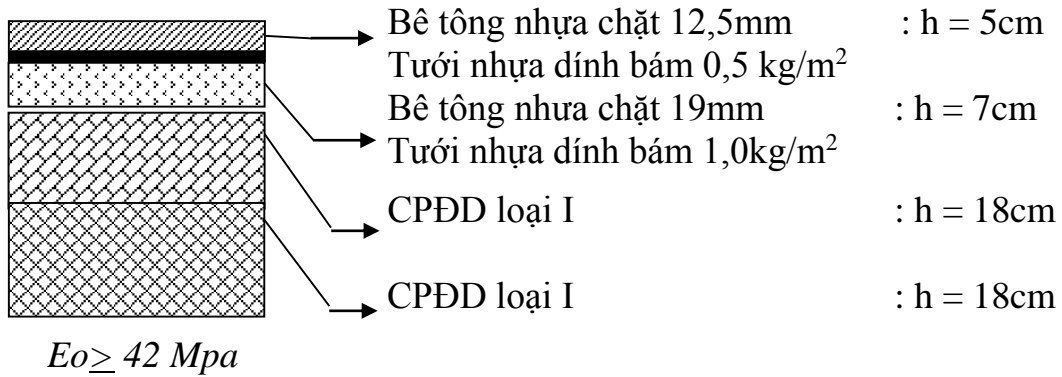 Bê tông nhựa chặt 12,5mm : h = 5cm
Tưới nhựa dính bám 0,5 kg/m²
Bê tông nhưa chặt 19mm : h = 7cm
Tưới nhựa dính bám 1,0kg/m²
CPĐD loại I : h = 18cm
CPĐD loại I : h = 18cm
Eo≥ 42 Mpa